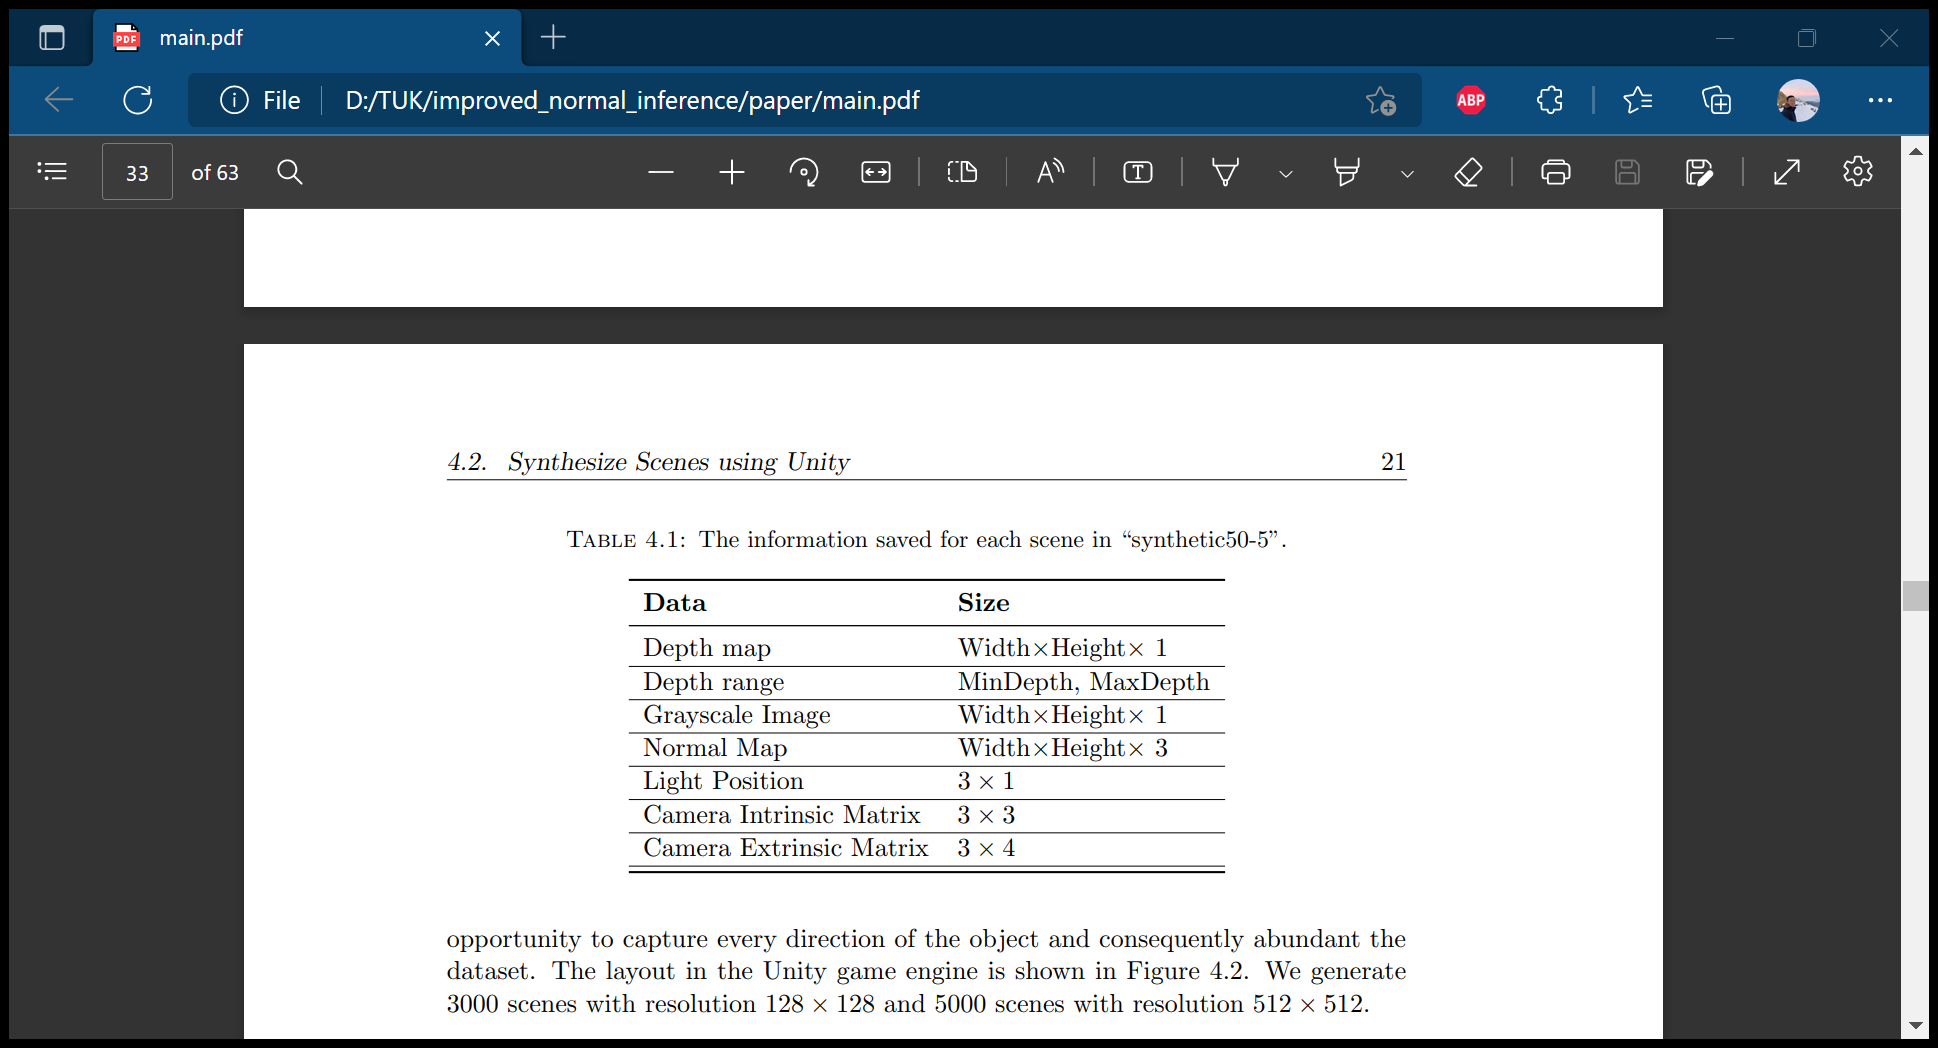 main.pdf
File D:/TUK/improved_normal_inference/paper/main.pdf
ABP
33 of 63
4.2. Synthesize Scenes using Unity 21
TABLE 4.1: The information saved for each scene in “synthetic50-5”.
Data Size
Depth map Width×Height× 1
Depth range MinDepth, MaxDepth
Grayscale Image Width×Height× 1
Normal Map Width×Height× 3
Light Position 3 × 1
Camera Intrinsic Matrix 3 × 3
Camera Extrinsic Matrix 3 × 4
opportunity to capture every direction of the object and consequently abundant the
dataset. The layout in the Unity game engine is shown in Figure 4.2. We generate
3000 scenes with resolution 128 × 128 and 5000 scenes with resolution 512 × 512.